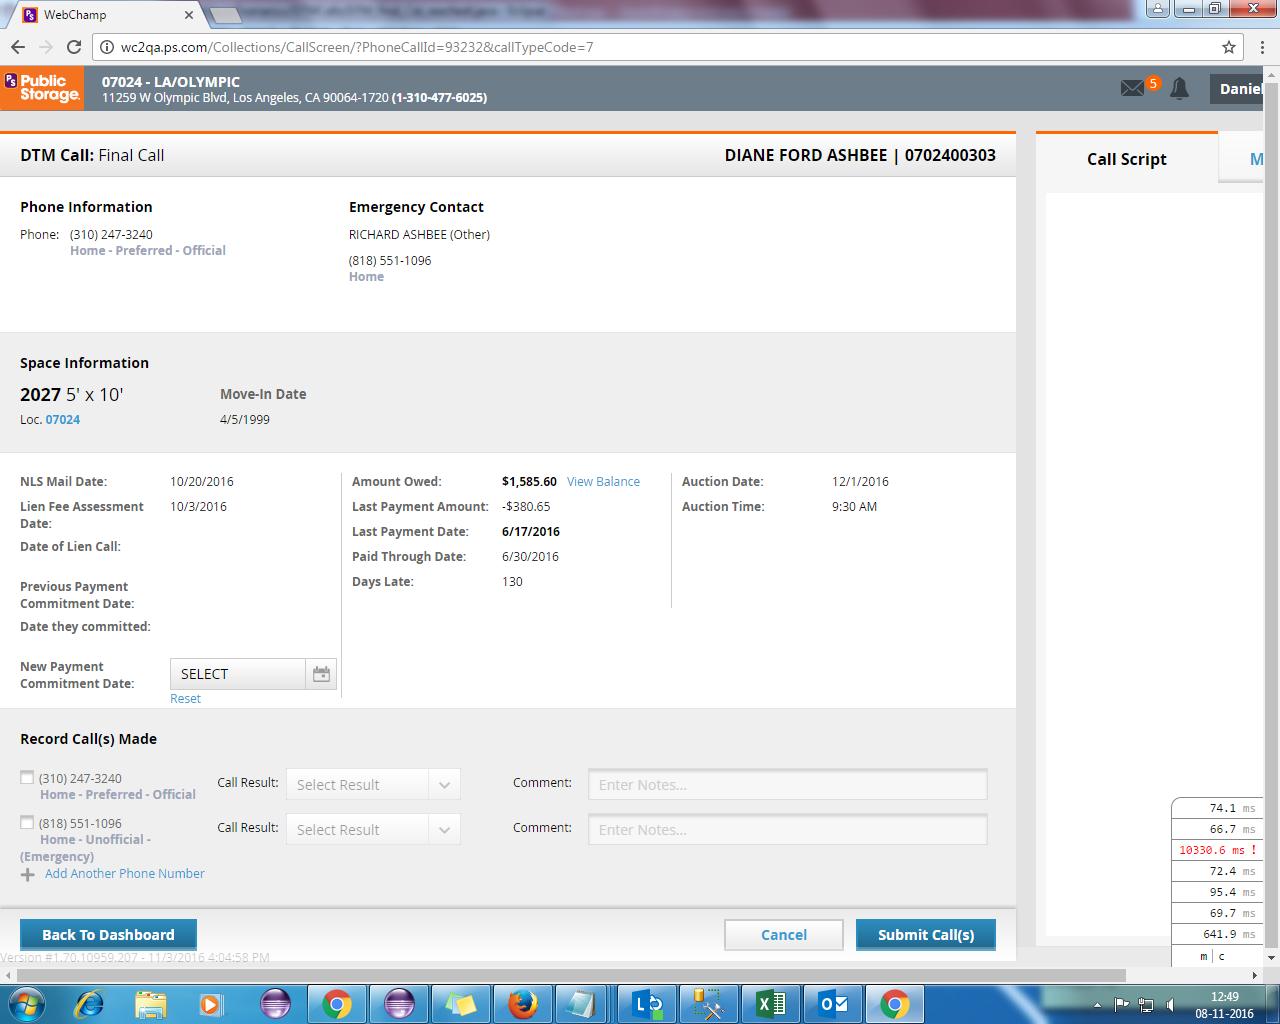 WebChamp
wc2qa.ps.com/Collections/CallScreen/?PhoneCallId=93232&callTypeCode=7
PS Public Storage.
07024 - LA/OLYMPIC
11259 W Olympic Blvd, Los Angeles, CA 90064-1720 (1-310-477-6025)
5
Daniel
DTM Call: Final Call
DIANE FORD ASHBEE | 0702400303
Call Script
M
Phone Information
Phone: (310) 247-3240
Home - Preferred - Official
Emergency Contact
RICHARD ASHBEE (Other)
(818) 551-1096
Home
Space Information
2027 5' x 10'
Loc. 07024
Move-In Date
4/5/1999
NLS Mail Date: 10/20/2016
Lien Fee Assessment Date: 10/3/2016
Date of Lien Call:
Previous Payment
Commitment Date:
Date they committed:
New Payment
Commitment Date:
SELECT
Reset
Amount Owed: $1,585.60 View Balance
Last Payment Amount: -$380.65
Last Payment Date: 6/17/2016
Paid Through Date: 6/30/2016
Days Late: 130
Auction Date: 12/1/2016
Auction Time: 9:30 AM
Record Call(s) Made
(310) 247-3240
Home - Preferred - Official
Call Result: Select Result
Comment: Enter Notes...
(818) 551-1096
Home - Unofficial -
(Emergency)
Call Result: Select Result
Comment: Enter Notes...
Add Another Phone Number
Back To Dashboard
Cancel
Submit Call(s)
Version #1.70.10959.207 - 11/3/2016 4:04:58 PM
74.1 ms
66.7 ms
10330.6 ms !
72.4 ms
95.4 ms
69.7 ms
641.9 ms
m | c
12:49
08-11-2016